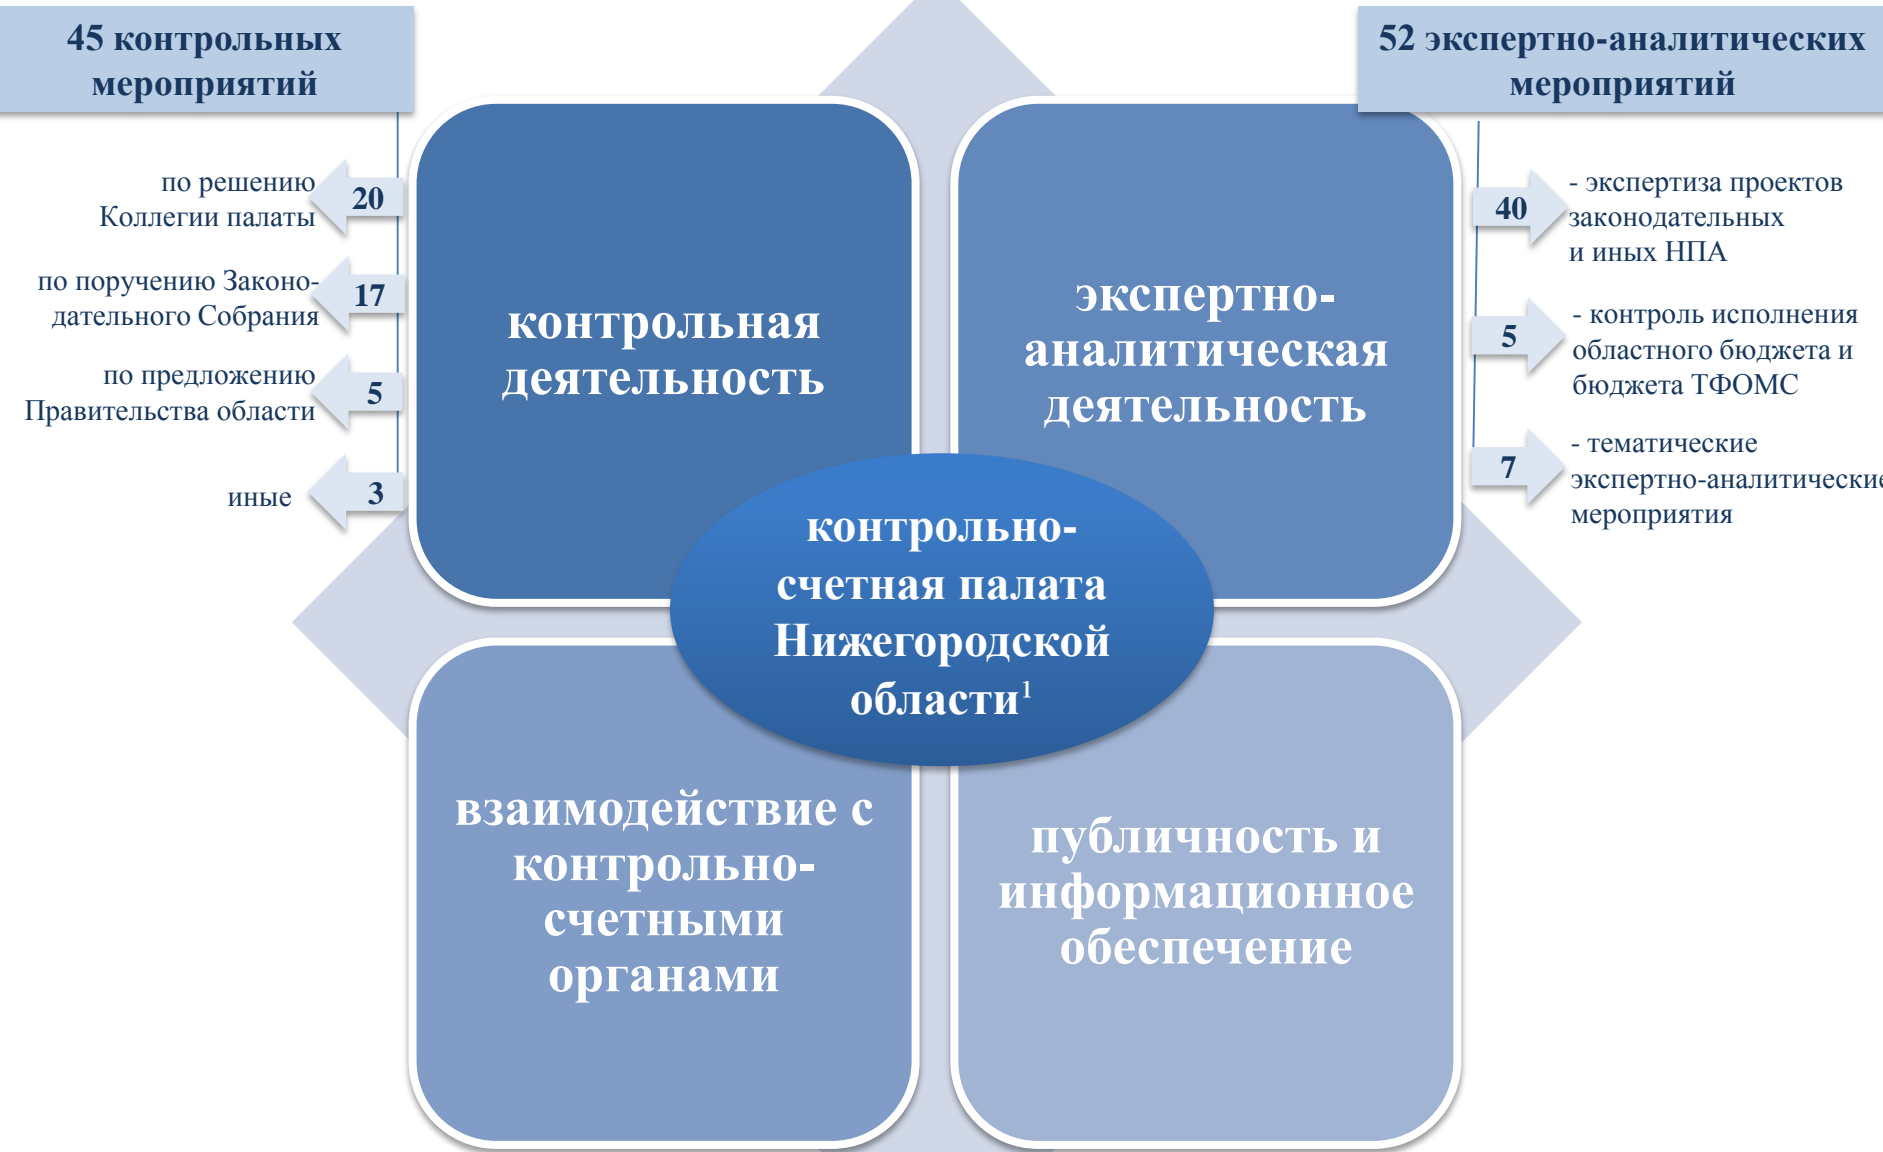 45 контрольных
мероприятий
20
по решению
Коллегии палаты
17
по поручению Законо-
дательного Собрания
5
по предложению
Правительства области
3
иные
52 экспертно-аналитических
мероприятий
40
- экспертиза проектов
законодательных
и иных НПА
5
- контроль исполнения
областного бюджета и
бюджета ТФОМС
7
- тематические
экспертно-аналитические
мероприятия
контрольная
деятельность
экспертно-
аналитическая
деятельность
контрольно-
счетная палата
Нижегородской
области¹
взаимодействие с
контрольно-
счетными
органами
публичность и
информационное
обеспечение